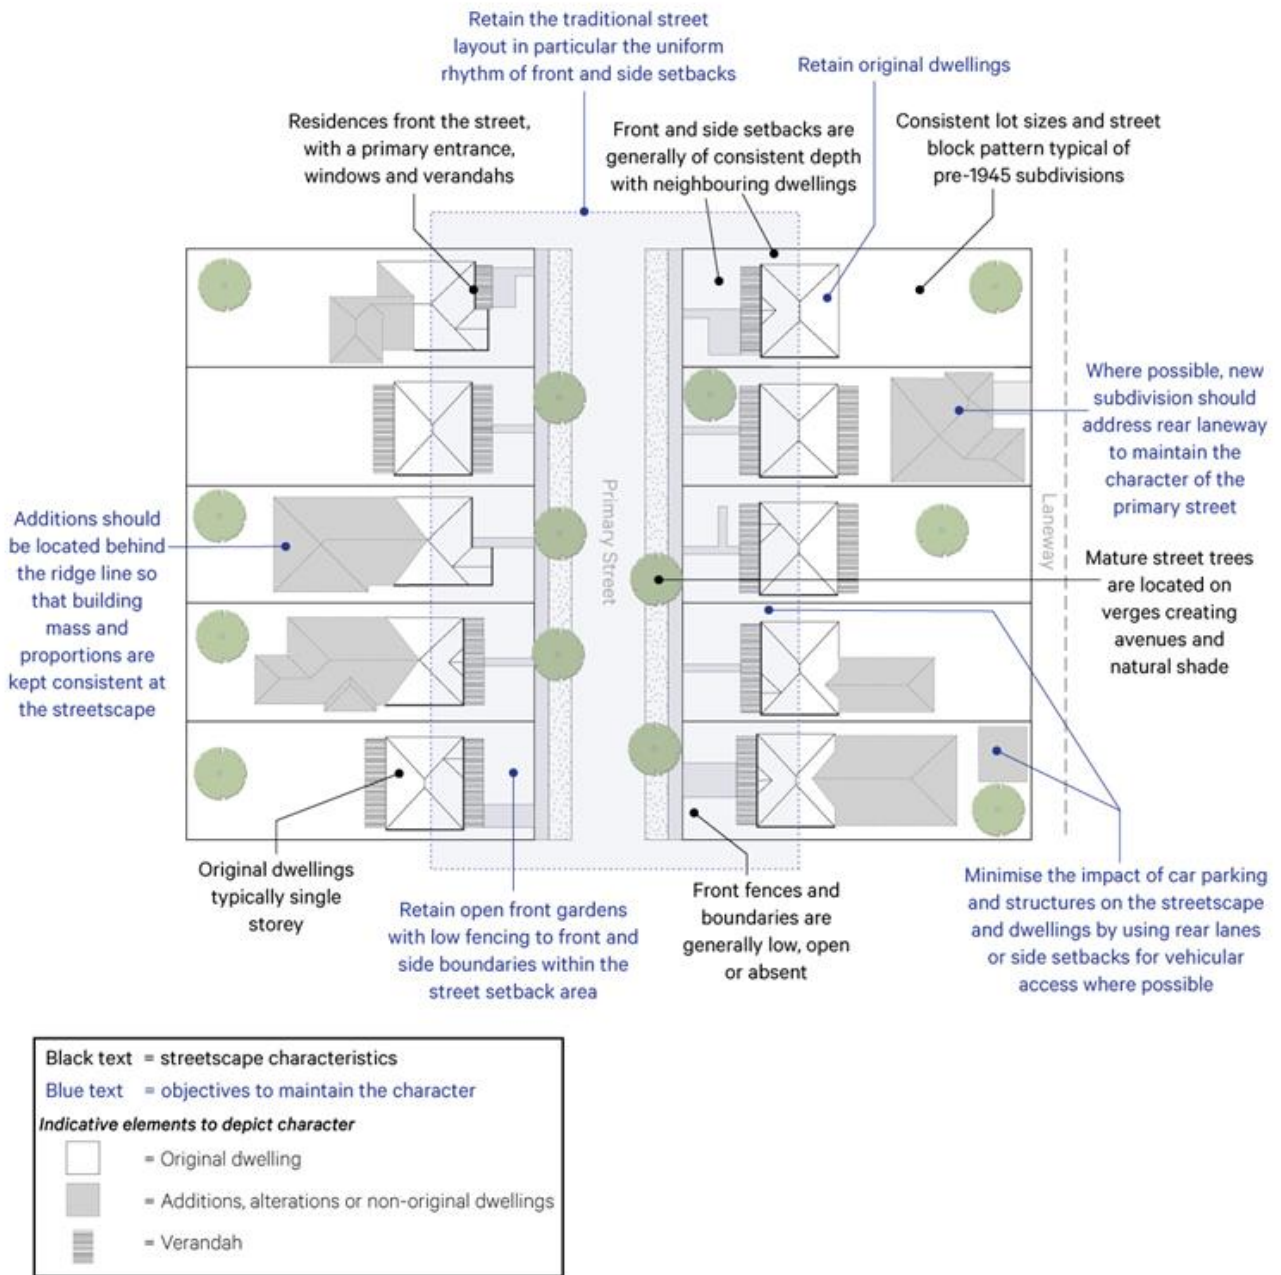 Retain the traditional street
layout in particular the uniform
rhythm of front and side setbacks
Retain original dwellings
Residences front the street,
with a primary entrance,
windows and verandahs
Front and side setbacks are
generally of consistent depth
with neighbouring dwellings
Consistent lot sizes and street
block pattern typical of
pre-1945 subdivisions
Where possible, new
subdivision should
address rear laneway
to maintain the
character of the
primary street
Primary Street
Laneway
Additions should
be located behind
the ridge line so
that building
mass and
proportions are
kept consistent at
the streetscape
Mature street trees
are located on
verges creating
avenues and
natural shade
Original dwellings
typically single
storey
Retain open front gardens
with low fencing to front and
side boundaries within the
street setback area
Front fences and
boundaries are
generally low, open
or absent
Minimise the impact of car parking
and structures on the streetscape
and dwellings by using rear lanes
or side setbacks for vehicular
access where possible
Black text = streetscape characteristics
Blue text = objectives to maintain the character
Indicative elements to depict character
= Original dwelling
= Additions, alterations or non-original dwellings
= Verandah